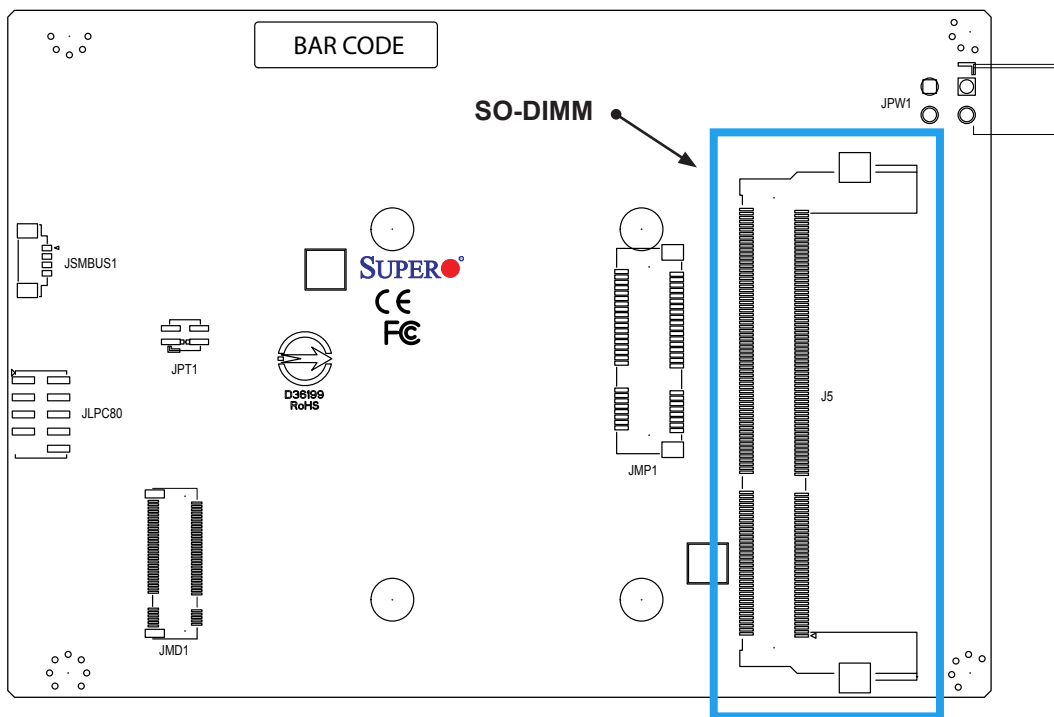 BAR CODE
SO-DIMM
JPW1
JSMBUS1
SUPER
CE
FC
JPT1
D36199
RoHS
JLPC80
J5
JMP1
JMD1